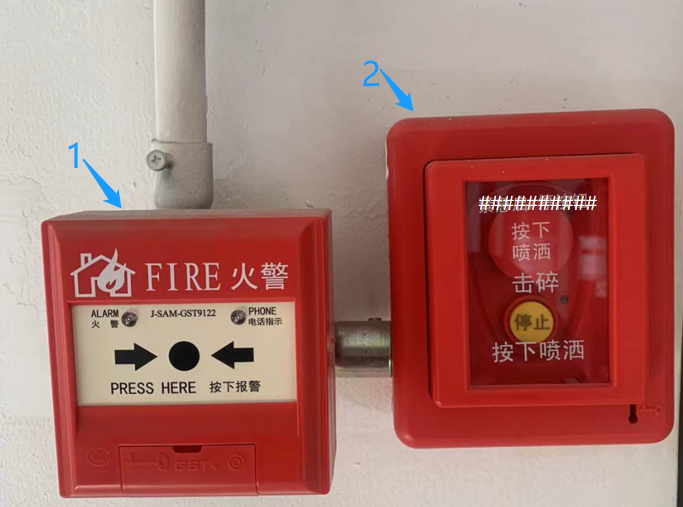 1
2
FIRE 火警
ALARM
火 警
J-SAM-GST9122
PHONE
电话指示
PRESS HERE 按下报警
GST
##########
按下
喷洒
击碎
停止
按下喷洒